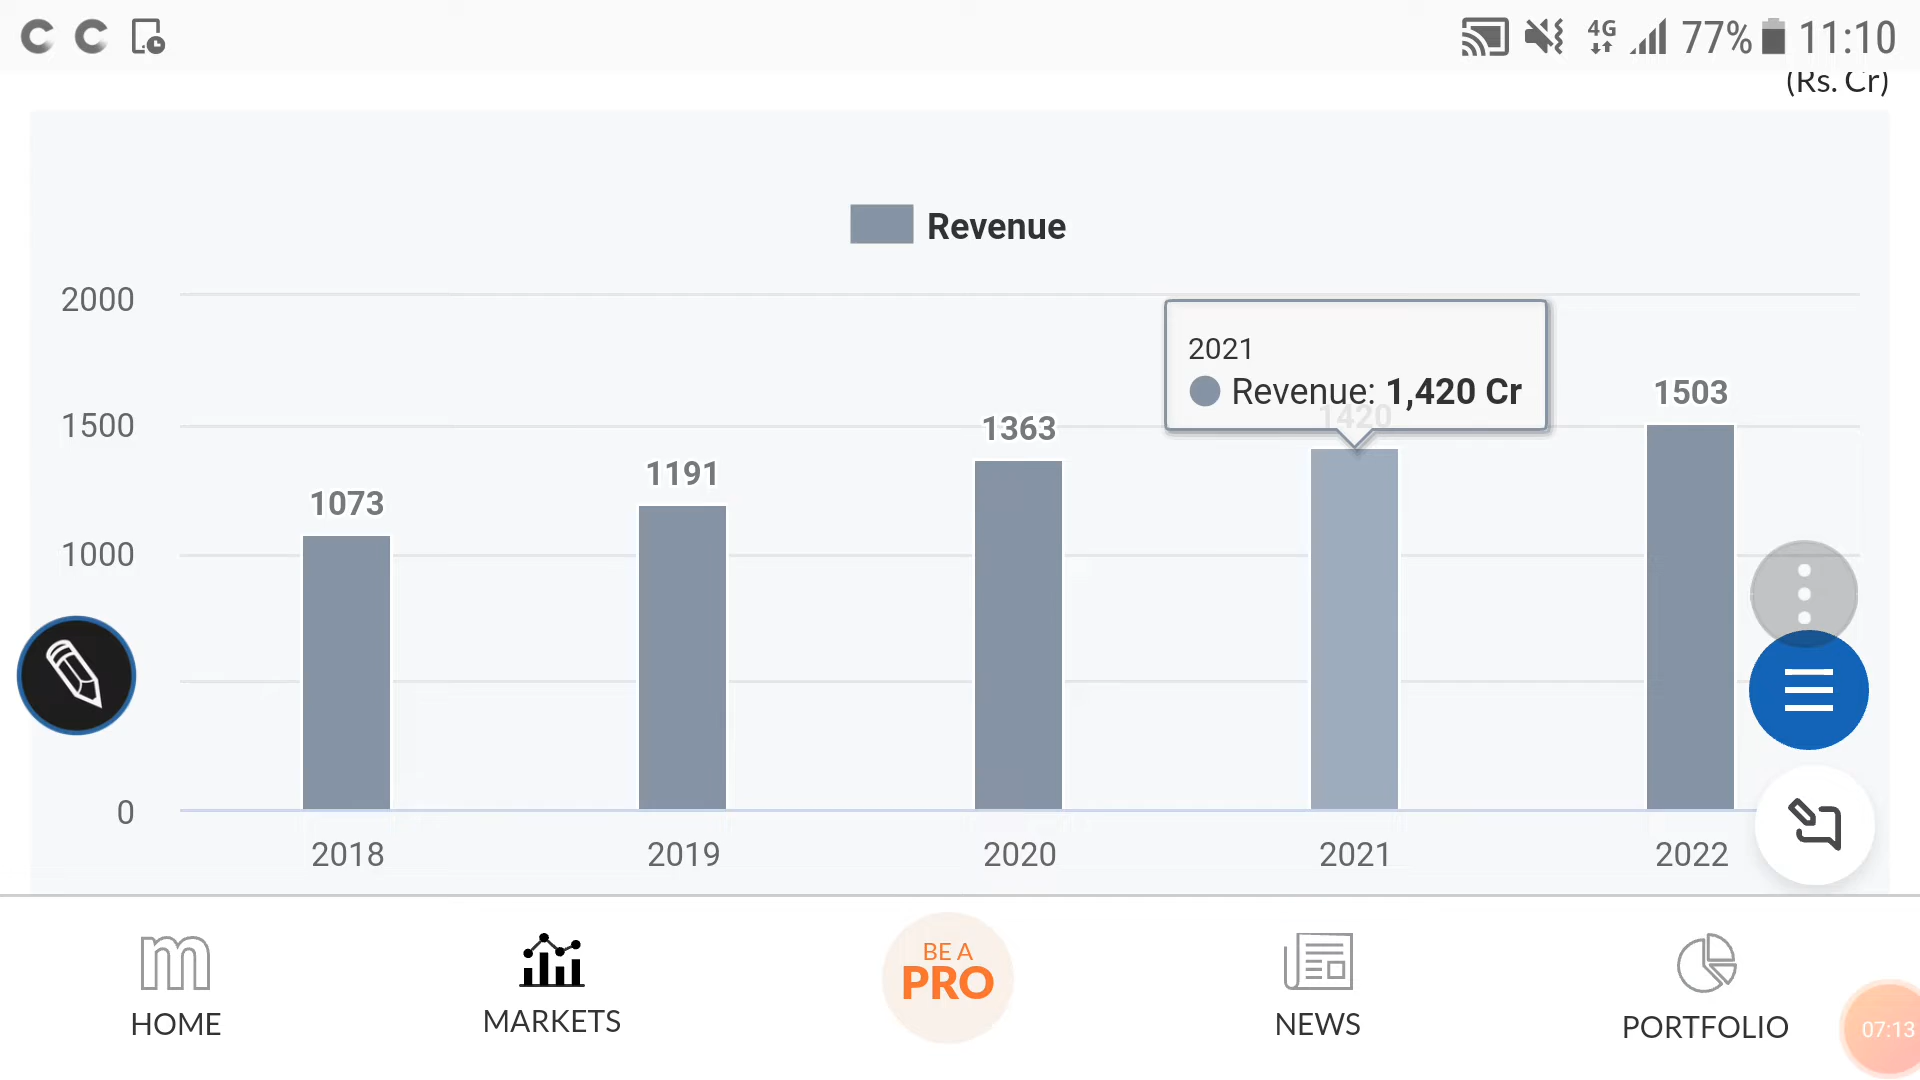 4G 77% 11:10
(Rs. Cr)
Revenue
2000
1500
1000
0
2021
Revenue: 1,420 Cr
1420
1073
1191
1363
1503
2018 2019 2020 2021 2022
HOME
MARKETS
BE A
PRO
NEWS
PORTFOLIO
07:13